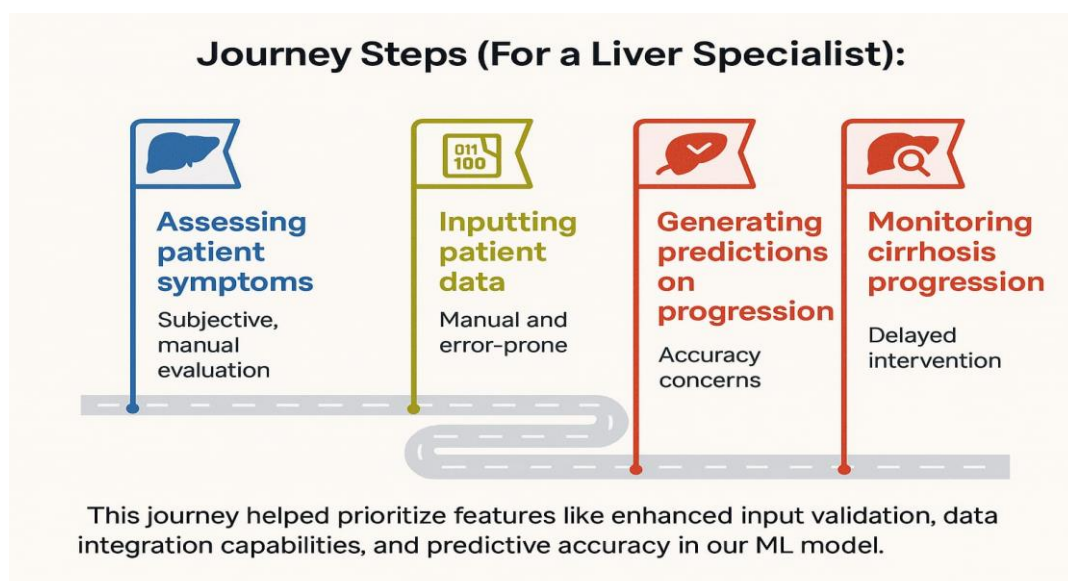 Journey Steps (For a Liver Specialist):
Assessing
patient
symptoms
Subjective,
manual
evaluation
011
100
Inputting
patient
data
Manual and
error-prone
Generating
predictions
on
progression
Accuracy
concerns
Monitoring
cirrhosis
progression
Delayed
intervention
This journey helped prioritize features like enhanced input validation, data
integration capabilities, and predictive accuracy in our ML model.